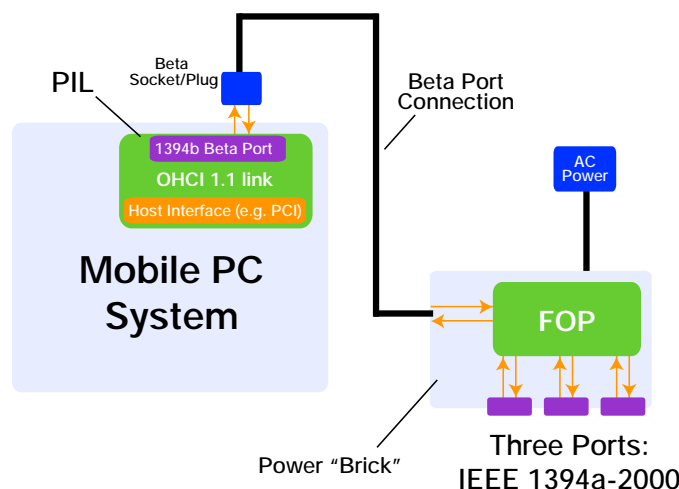 Beta
Socket/Plug
PIL
Beta Port
Connection
1394b Beta Port
OHCI 1.1 link
Host Interface (e.g. PCI)
AC
Power
Mobile PC
System
FOP
Power “Brick”
Three Ports:
IEEE 1394a-2000